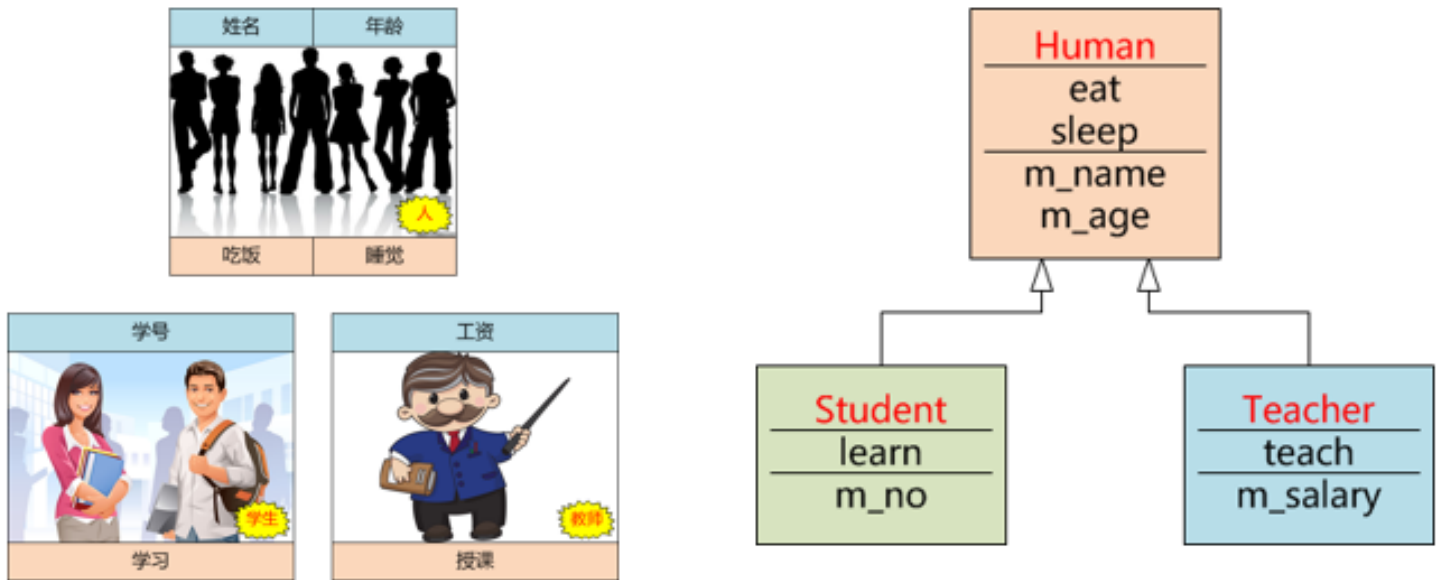 姓名 年龄
人
吃饭 睡觉
学号
学生
学习
工资
教师
授课
Human
eat
sleep
m_name
m_age
Student
learn
m_no
Teacher
teach
m_salary